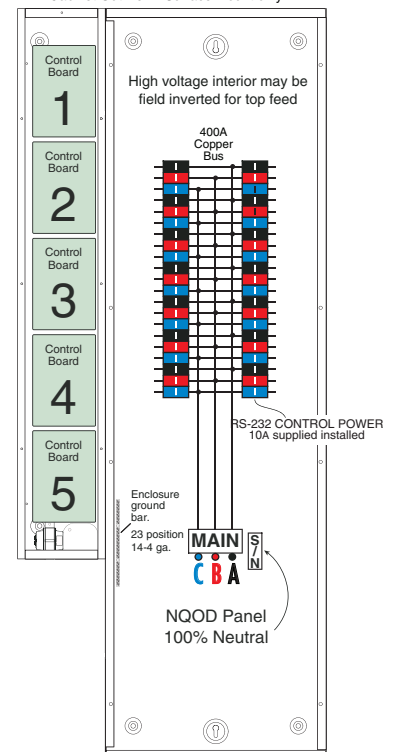 Control
Board
1
Control
Board
2
Control
Board
3
Control
Board
4
Control
Board
5
High voltage interior may be
field inverted for top feed
400A
Copper
Bus
RS-232 CONTROL POWER
10A supplied installed
Enclosure
ground
bar.
23 position
14-4 ga.
MAIN
S/N
C B A
NQOD Panel
100% Neutral